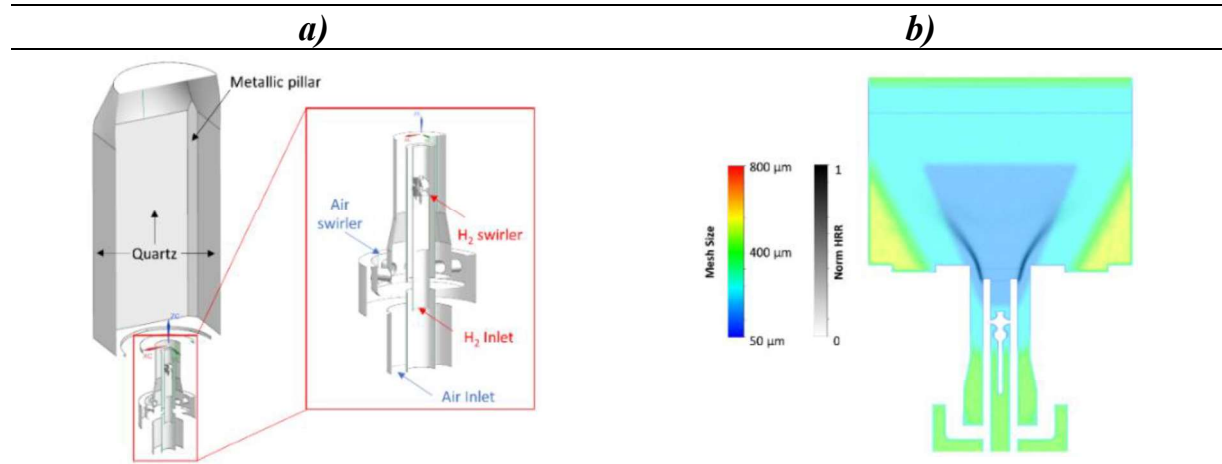 a)
b)
Metallic pillar
Quartz
Air
swirler
H₂ swirler
H₂ Inlet
Air Inlet
Mesh Size
800 μm
400 μm
50 μm
Norm HRR
1
0